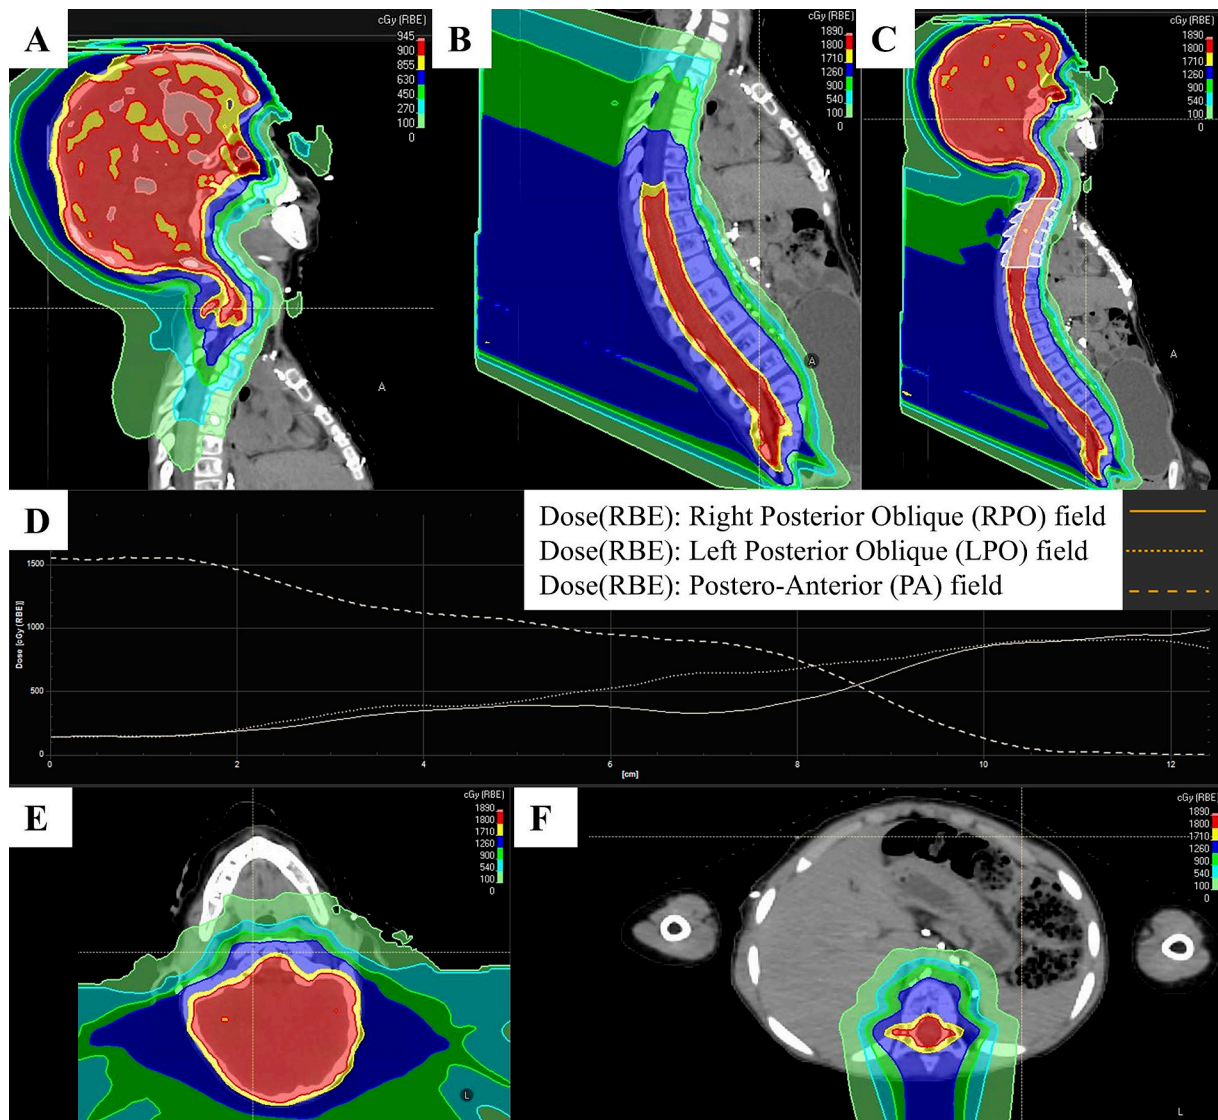 A
cGy (RBE)
945
900
855
630
450
270
100
0
A
B
cGy (RBE)
1890
1800
1710
1260
900
540
100
0
A
C
cGy (RBE)
1890
1800
1710
1260
900
540
100
0
A
D
Dose(RBE): Right Posterior Oblique (RPO) field
Dose(RBE): Left Posterior Oblique (LPO) field
Dose(RBE): Postero-Anterior (PA) field
Dose [cGy (RBE)]
1500
1000
500
0
0 2 4 6 8 10 12
[cm]
E
cGy (RBE)
1890
1800
1710
1260
900
540
100
0
L
F
cGy (RBE)
1890
1800
1710
1260
900
540
100
0
L